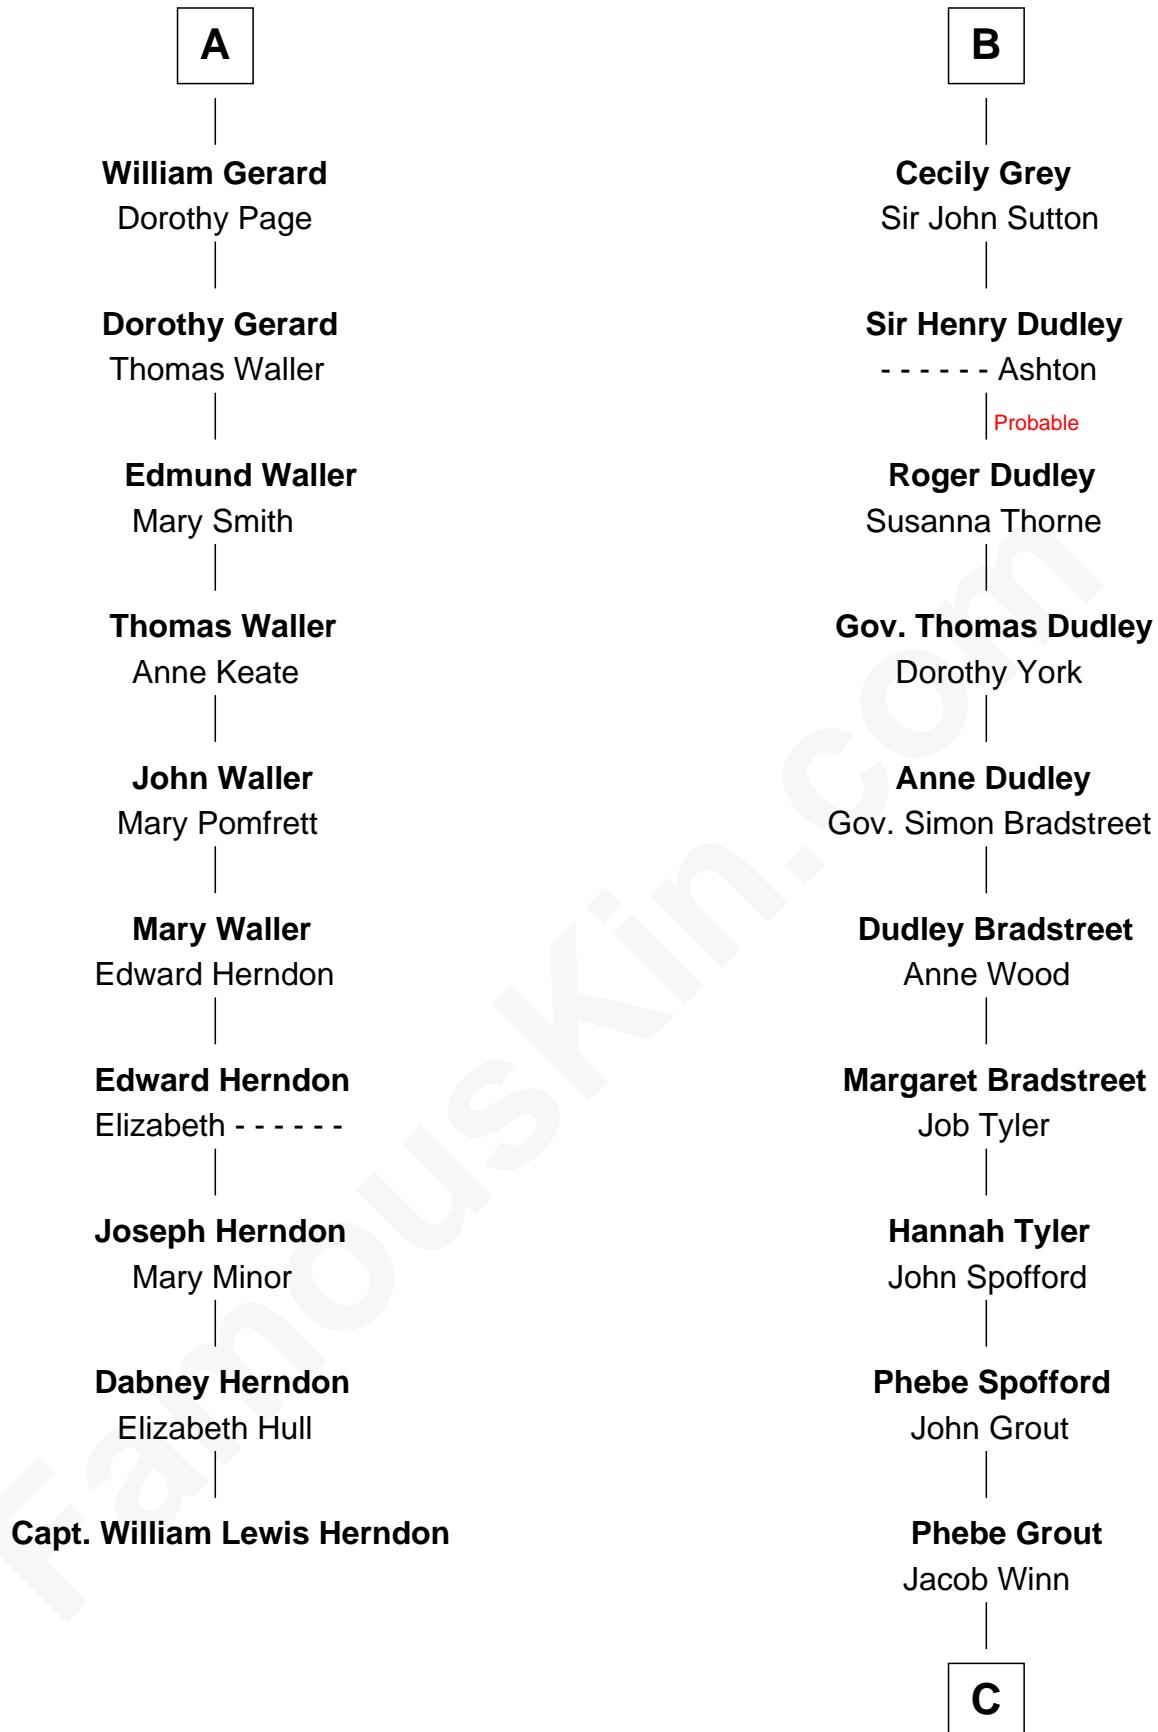 A
William Gerard
Dorothy Page
Dorothy Gerard
Thomas Waller
Edmund Waller
Mary Smith
Thomas Waller
Anne Keate
John Waller
Mary Pomfrett
Mary Waller
Edward Herndon
Edward Herndon
Elizabeth - - - - - -
Joseph Herndon
Mary Minor
Dabney Herndon
Elizabeth Hull
Capt. William Lewis Herndon
B
Cecily Grey
Sir John Sutton
Sir Henry Dudley
- - - - - - Ashton
Probable
Roger Dudley
Susanna Thorne
Gov. Thomas Dudley
Dorothy York
Anne Dudley
Gov. Simon Bradstreet
Dudley Bradstreet
Anne Wood
Margaret Bradstreet
Job Tyler
Hannah Tyler
John Spofford
Phebe Spofford
John Grout
Phebe Grout
Jacob Winn
C
FamousKin.com